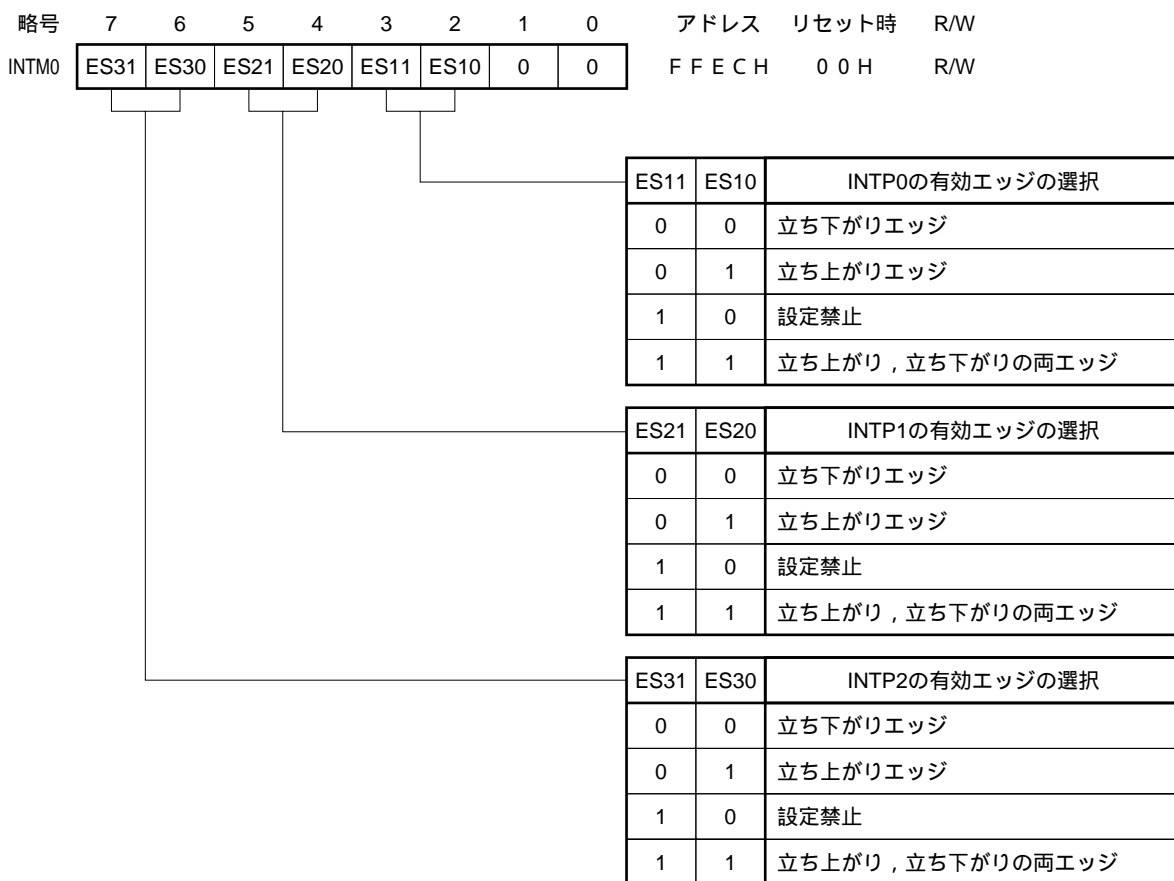 略号 7 6 5 4 3 2 1 0 アドレス リセット時 R/W
INTM0 ES31 ES30 ES21 ES20 ES11 ES10 0 0 ＦＦＥＣＨ ００Ｈ R/W
ES11 ES10 INTP0の有効エッジの選択
0 0 立ち下がりエッジ
0 1 立ち上がりエッジ
1 0 設定禁止
1 1 立ち上がり，立ち下がりの両エッジ
ES21 ES20 INTP1の有効エッジの選択
0 0 立ち下がりエッジ
0 1 立ち上がりエッジ
1 0 設定禁止
1 1 立ち上がり，立ち下がりの両エッジ
ES31 ES30 INTP2の有効エッジの選択
0 0 立ち下がりエッジ
0 1 立ち上がりエッジ
1 0 設定禁止
1 1 立ち上がり，立ち下がりの両エッジ